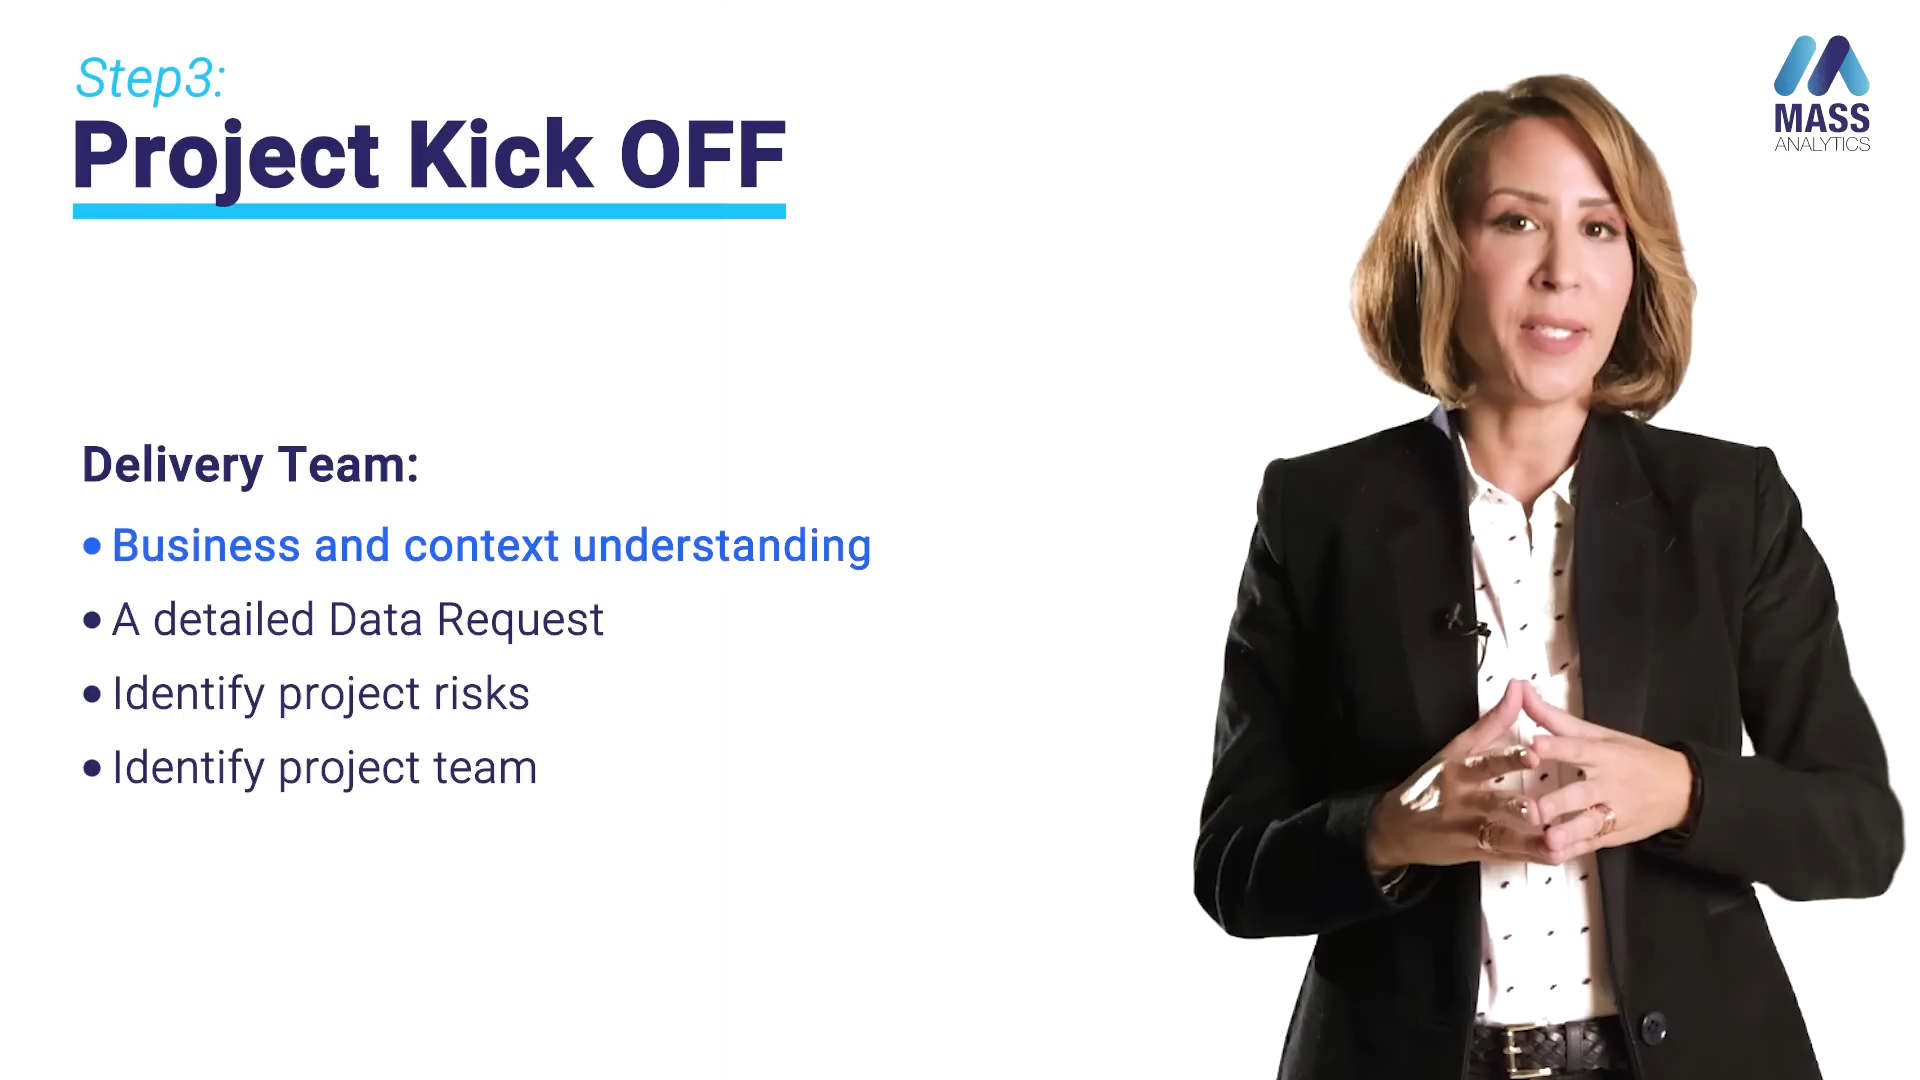 Step3:
Project Kick OFF
MASS
ANALYTICS
Delivery Team:
• Business and context understanding
• A detailed Data Request
• Identify project risks
• Identify project team